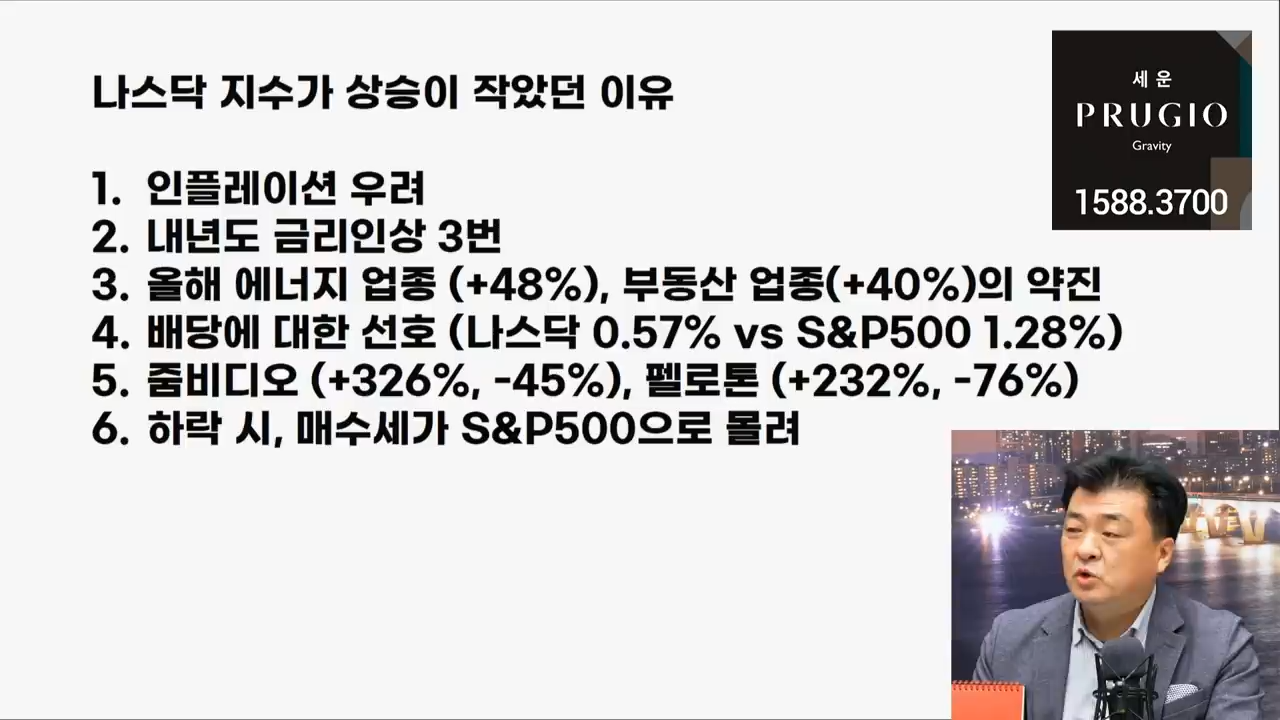 나스닥 지수가 상승이 작았던 이유
1. 인플레이션 우려
2. 내년도 금리인상 3번
3. 올해 에너지 업종 (+48%), 부동산 업종(+40%)의 약진
4. 배당에 대한 선호 (나스닥 0.57% vs S&P500 1.28%)
5. 줌비디오 (+326%, -45%), 펠로톤 (+232%, -76%)
6. 하락 시, 매수세가 S&P500으로 몰려
세운
PRUGIO
Gravity
1588.3700